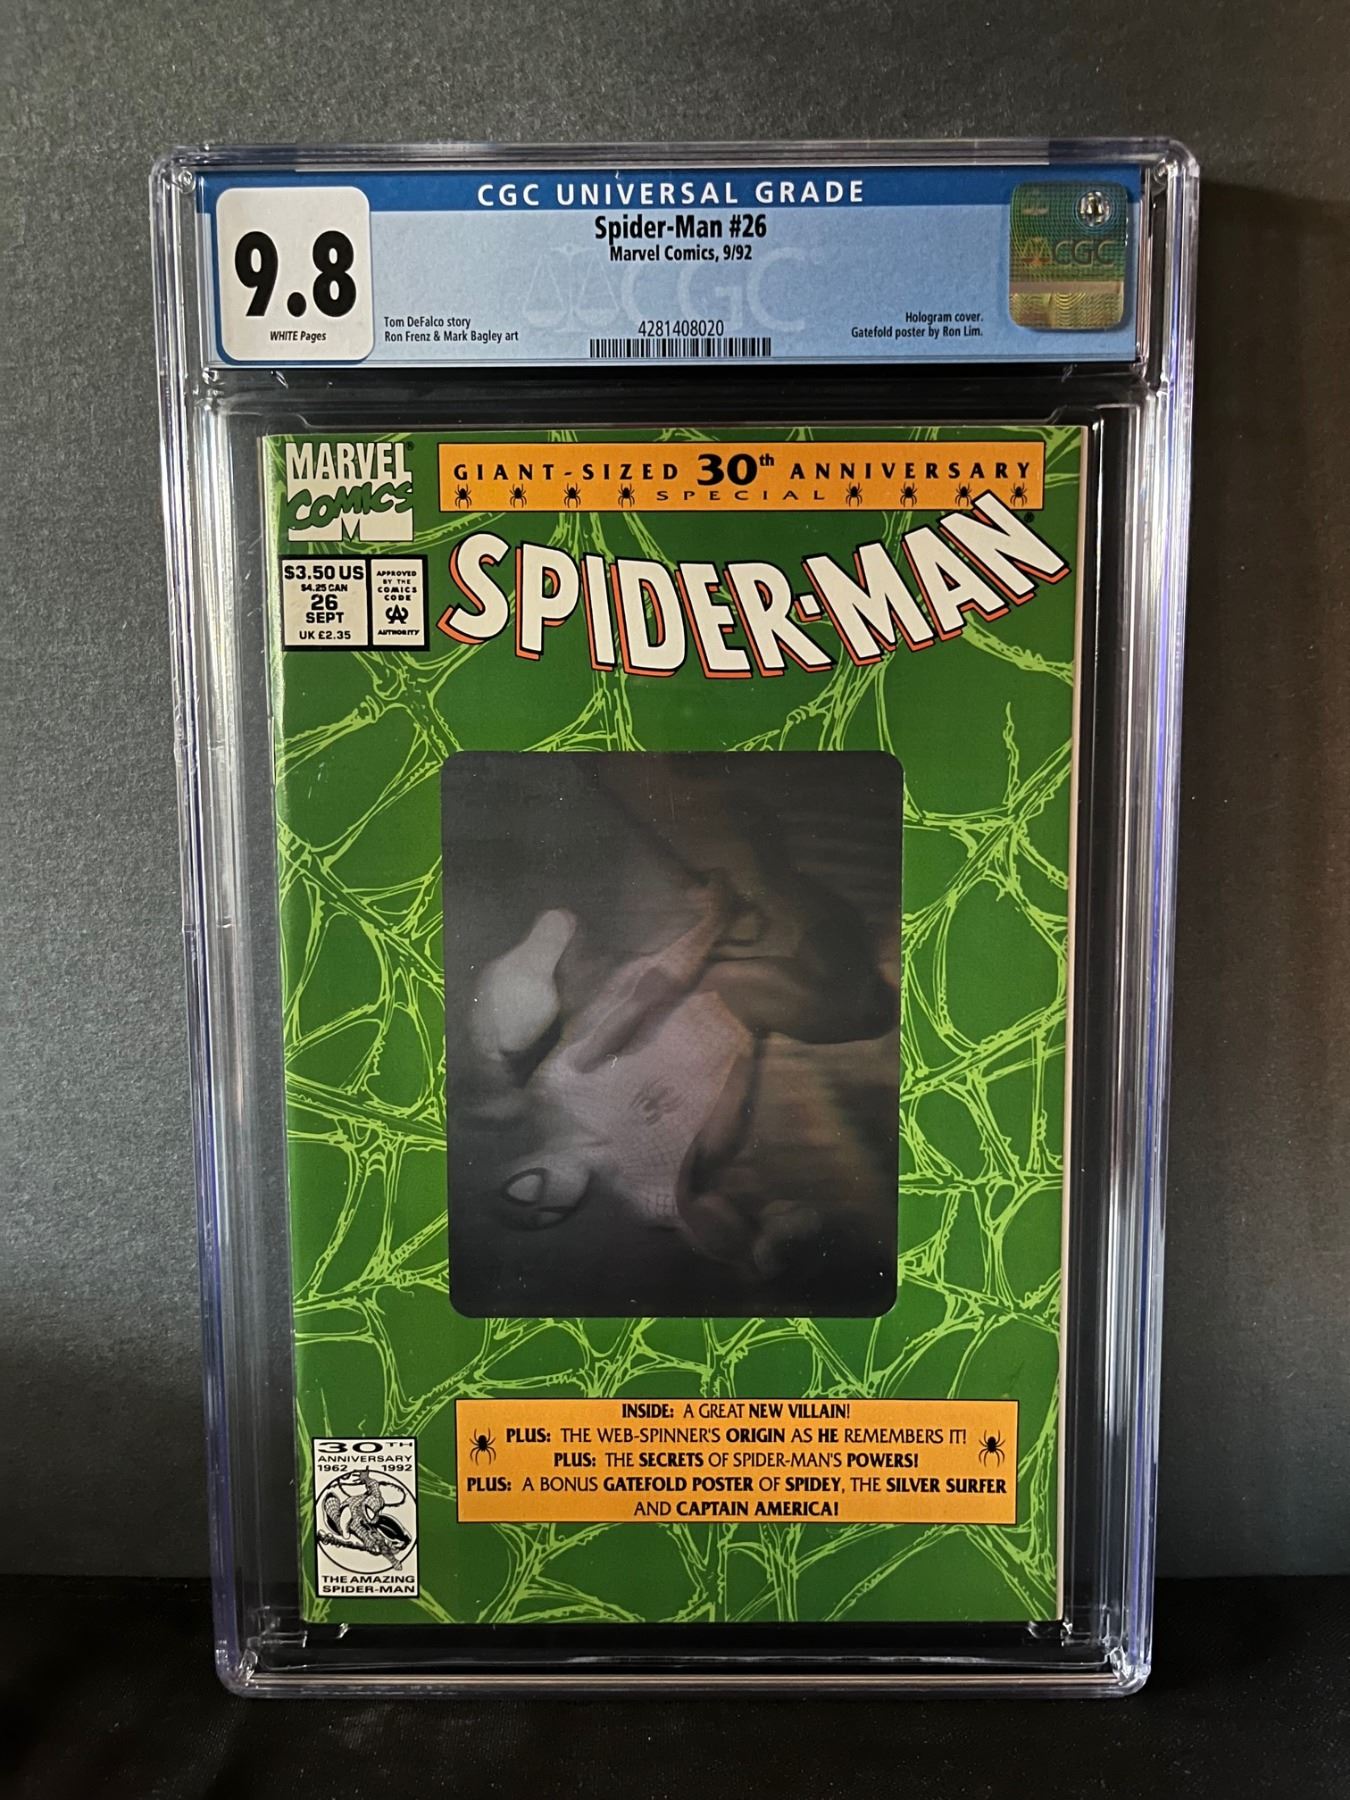 CGC UNIVERSAL GRADE
9.8
WHITE Pages
Spider-Man #26
Marvel Comics, 9/92
Tom DeFalco story
Ron Frenz & Mark Bagley art
4281408020
Hologram cover.
Gatefold poster by Ron Lim.
CGC
CGC
MARVEL®
COMICS
M
GIANT-SIZED 30th ANNIVERSARY
SPECIAL
SPIDER-MAN®
$3.50 US
$4.25 CAN
26
SEPT
UK £2.35
APPROVED
BY THE
COMICS
CODE
CA
AUTHORITY
INSIDE: A GREAT NEW VILLAIN!
PLUS: THE WEB-SPINNER'S ORIGIN AS HE REMEMBERS IT!
PLUS: THE SECRETS OF SPIDER-MAN'S POWERS!
PLUS: A BONUS GATEFOLD POSTER OF SPIDEY, THE SILVER SURFER
AND CAPTAIN AMERICA!
30TH
ANNIVERSARY
1962 1992
THE AMAZING
SPIDER-MAN